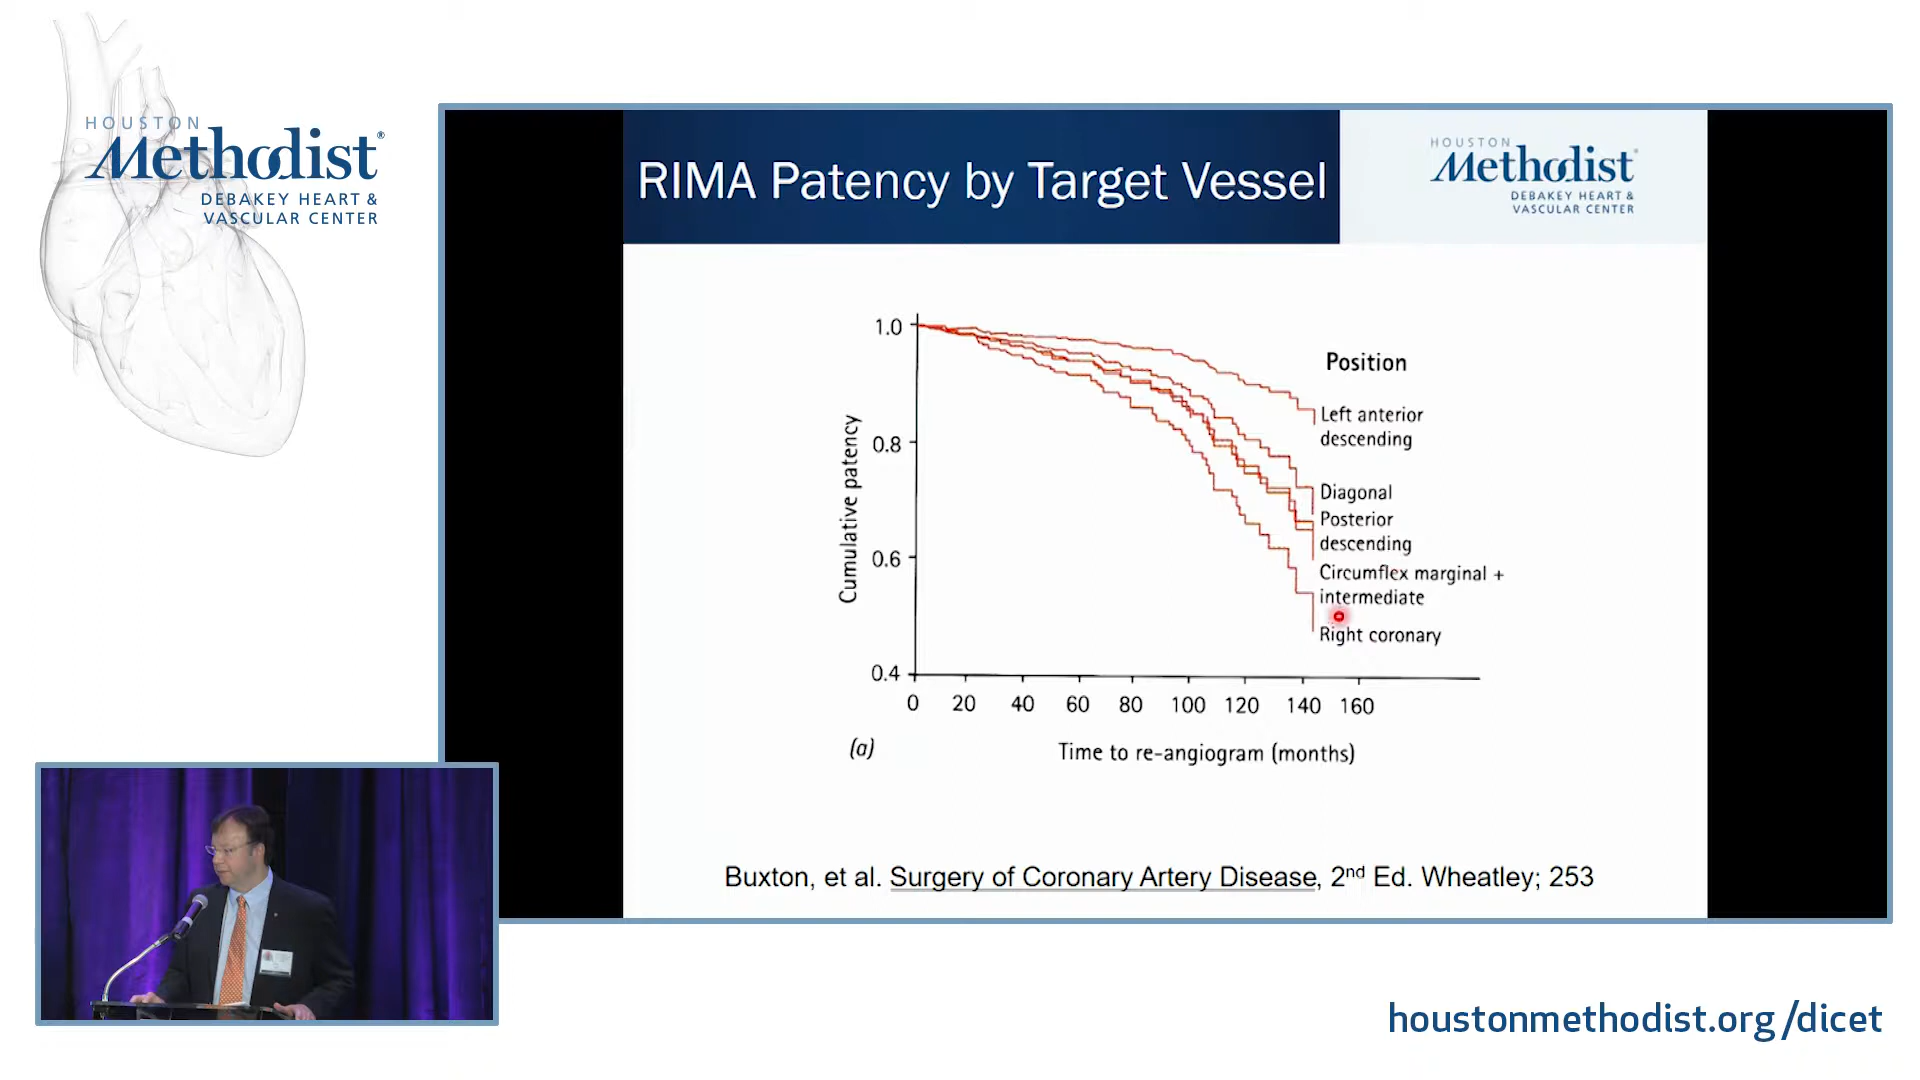 HOUSTON
Methodist®
DEBAKEY HEART &
VASCULAR CENTER
RIMA Patency by Target Vessel
HOUSTON
Methodist
DEBAKEY HEART &
VASCULAR CENTER
Cumulative patency
1.0
0.8
0.6
0.4
0 20 40 60 80 100 120 140 160
Position
Left anterior
descending
Diagonal
Posterior
descending
Circumflex marginal +
intermediate
Right coronary
(a)
Time to re-angiogram (months)
Buxton, et al. Surgery of Coronary Artery Disease, 2nd Ed. Wheatley; 253
houstonmethodist.org/dicet